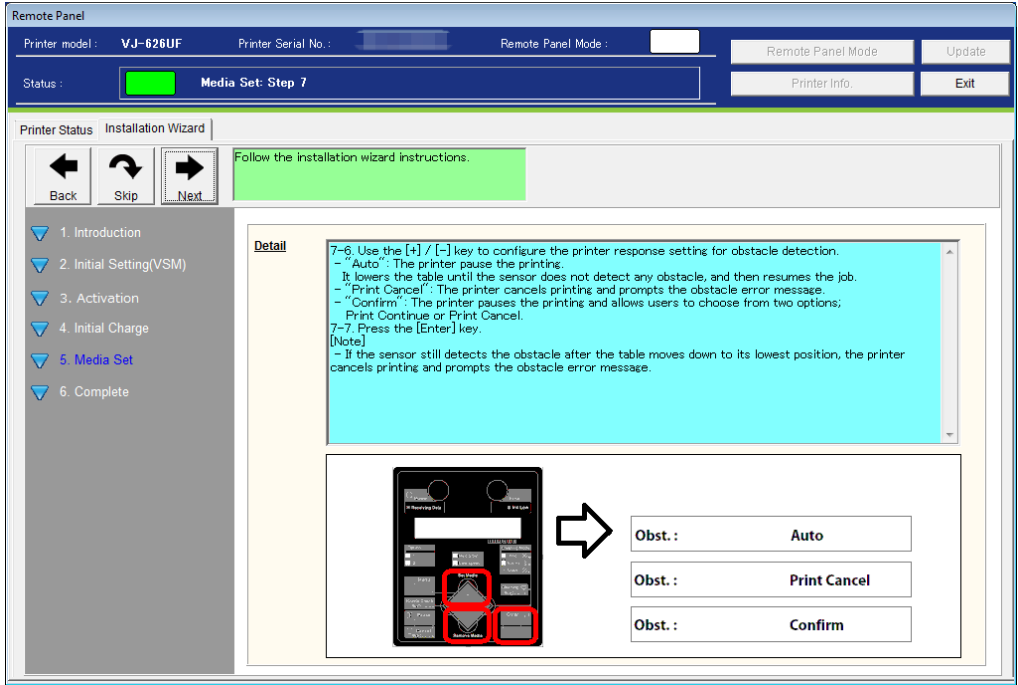 Remote Panel
Printer model : VJ-626UF Printer Serial No. : Remote Panel Mode :
Remote Panel Mode Update
Status : Media Set: Step 7
Printer Info. Exit
Printer Status Installation Wizard
Back Skip Next
Follow the installation wizard instructions.
1. Introduction
2. Initial Setting(VSM)
3. Activation
4. Initial Charge
5. Media Set
6. Complete
Detail
7-6. Use the [+] / [-] key to configure the printer response setting for obstacle detection.
- "Auto": The printer pause the printing.
It lowers the table until the sensor does not detect any obstacle, and then resumes the job.
- "Print Cancel": The printer cancels printing and prompts the obstacle error message.
- "Confirm": The printer pauses the printing and allows users to choose from two options;
Print Continue or Print Cancel.
7-7. Press the [Enter] key.
[Note]
- If the sensor still detects the obstacle after the table moves down to its lowest position, the printer
cancels printing and prompts the obstacle error message.
Receiving Data
Set Media
Remove Media
Obst. : Auto
Obst. : Print Cancel
Obst. : Confirm